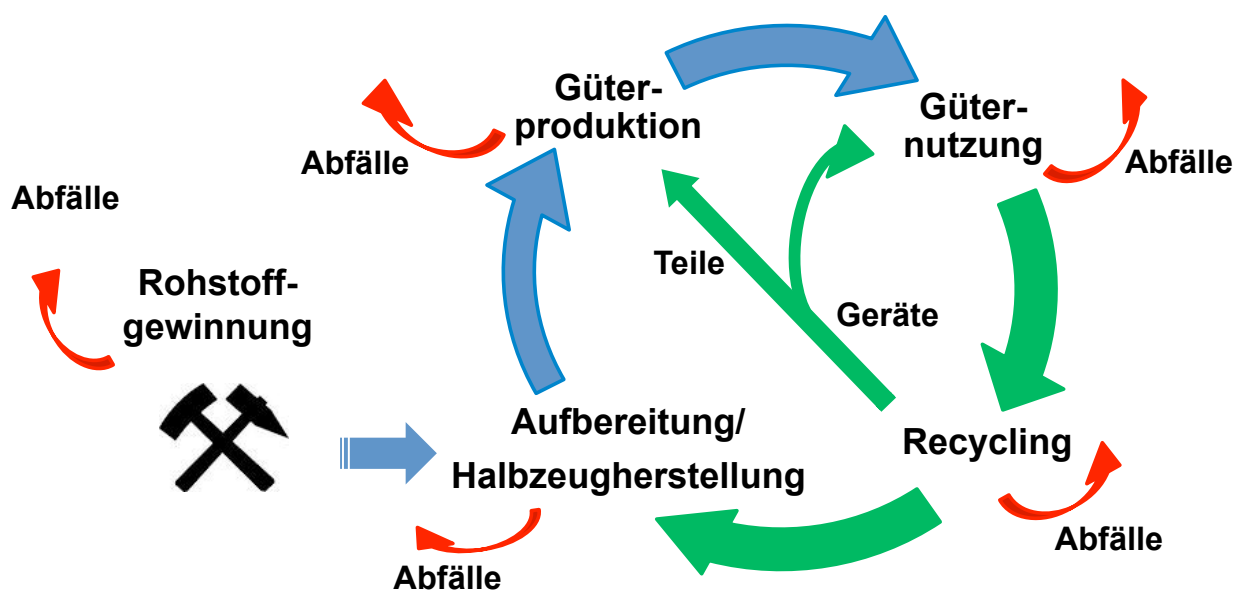 Güter-
produktion
Güter-
nutzung
Abfälle
Abfälle
Abfälle
Rohstoff-
gewinnung
Teile
Geräte
Aufbereitung/
Halbzeugherstellung
Recycling
Abfälle
Abfälle